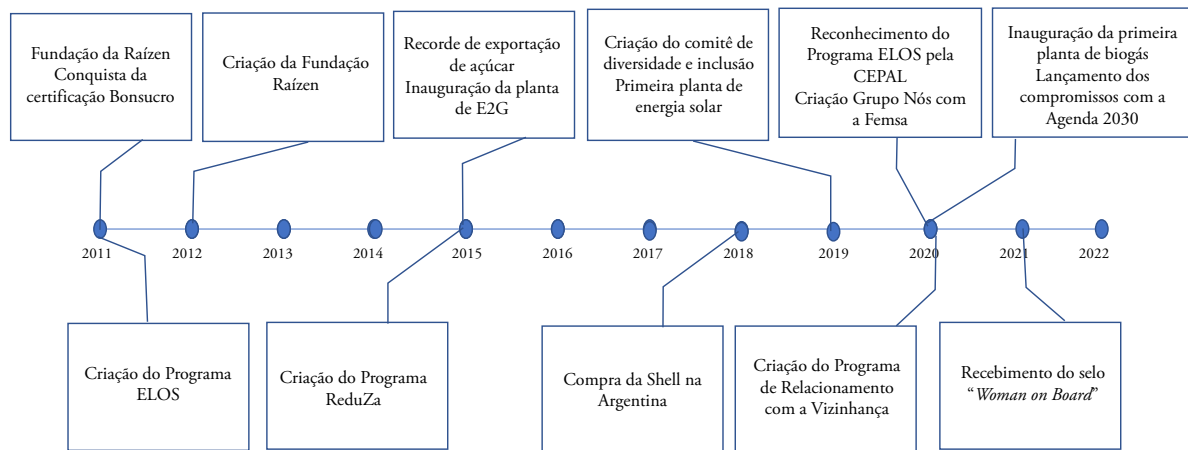 Fundação da Raízen
Conquista da
certificação Bonsucro
Criação da Fundação
Raízen
Recorde de exportação
de açúcar
Inauguração da planta
de E2G
Criação do comitê de
diversidade e inclusão
Primeira planta de
energia solar
Reconhecimento do
Programa ELOS pela
CEPAL
Criação Grupo Nós com
a Femsa
Inauguração da primeira
planta de biogás
Lançamento dos
compromissos com a
Agenda 2030
2011
2012
2013
2014
2015
2016
2017
2018
2019
2020
2021
2022
Criação do Programa
ELOS
Criação do Programa
ReduZa
Compra da Shell na
Argentina
Criação do Programa
de Relacionamento
com a Vizinhança
Recebimento do selo
“Woman on Board”